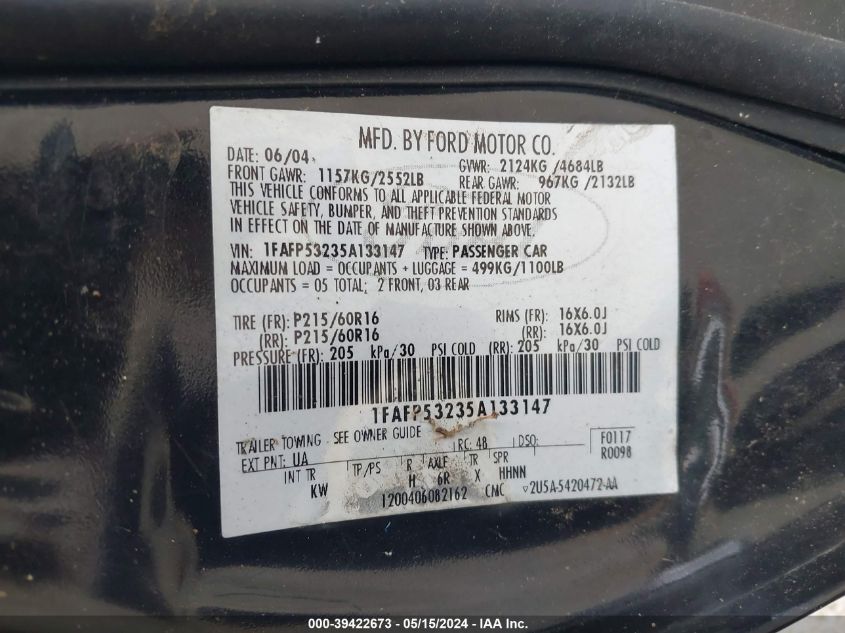 MFD. BY FORD MOTOR CO.
DATE: 06/04 GVWR: 2124KG /4684LB
FRONT GAWR: 1157KG/2552LB REAR GAWR: 967KG /2132LB
THIS VEHICLE CONFORMS TO ALL APPLICABLE FEDERAL MOTOR
VEHICLE SAFETY, BUMPER, AND THEFT PREVENTION STANDARDS
IN EFFECT ON THE DATE OF MANUFACTURE SHOWN ABOVE.
VIN: 1FAFP53235A133147 TYPE: PASSENGER CAR
MAXIMUM LOAD = OCCUPANTS + LUGGAGE = 499KG/1100LB
OCCUPANTS = 05 TOTAL; 2 FRONT, 03 REAR
TIRE (FR): P215/60R16 RIMS (FR): 16X6.0J
(RR): P215/60R16 (RR): 16X6.0J
PRESSURE (FR): 205 kPa/30 PSI COLD (RR): 205 kPa/30 PSI COLD
1FAFP53235A133147
TRAILER TOWING - SEE OWNER GUIDE RC: 48 DSO: F0117
EXT PNT: UA R0098
INT TR TP/PS R AXLE TR SPR
KW H 6R X HHNN
1200406082162 CMC ▽2U5A-5420472-AA
000-39422673 - 05/15/2024 - IAA Inc.